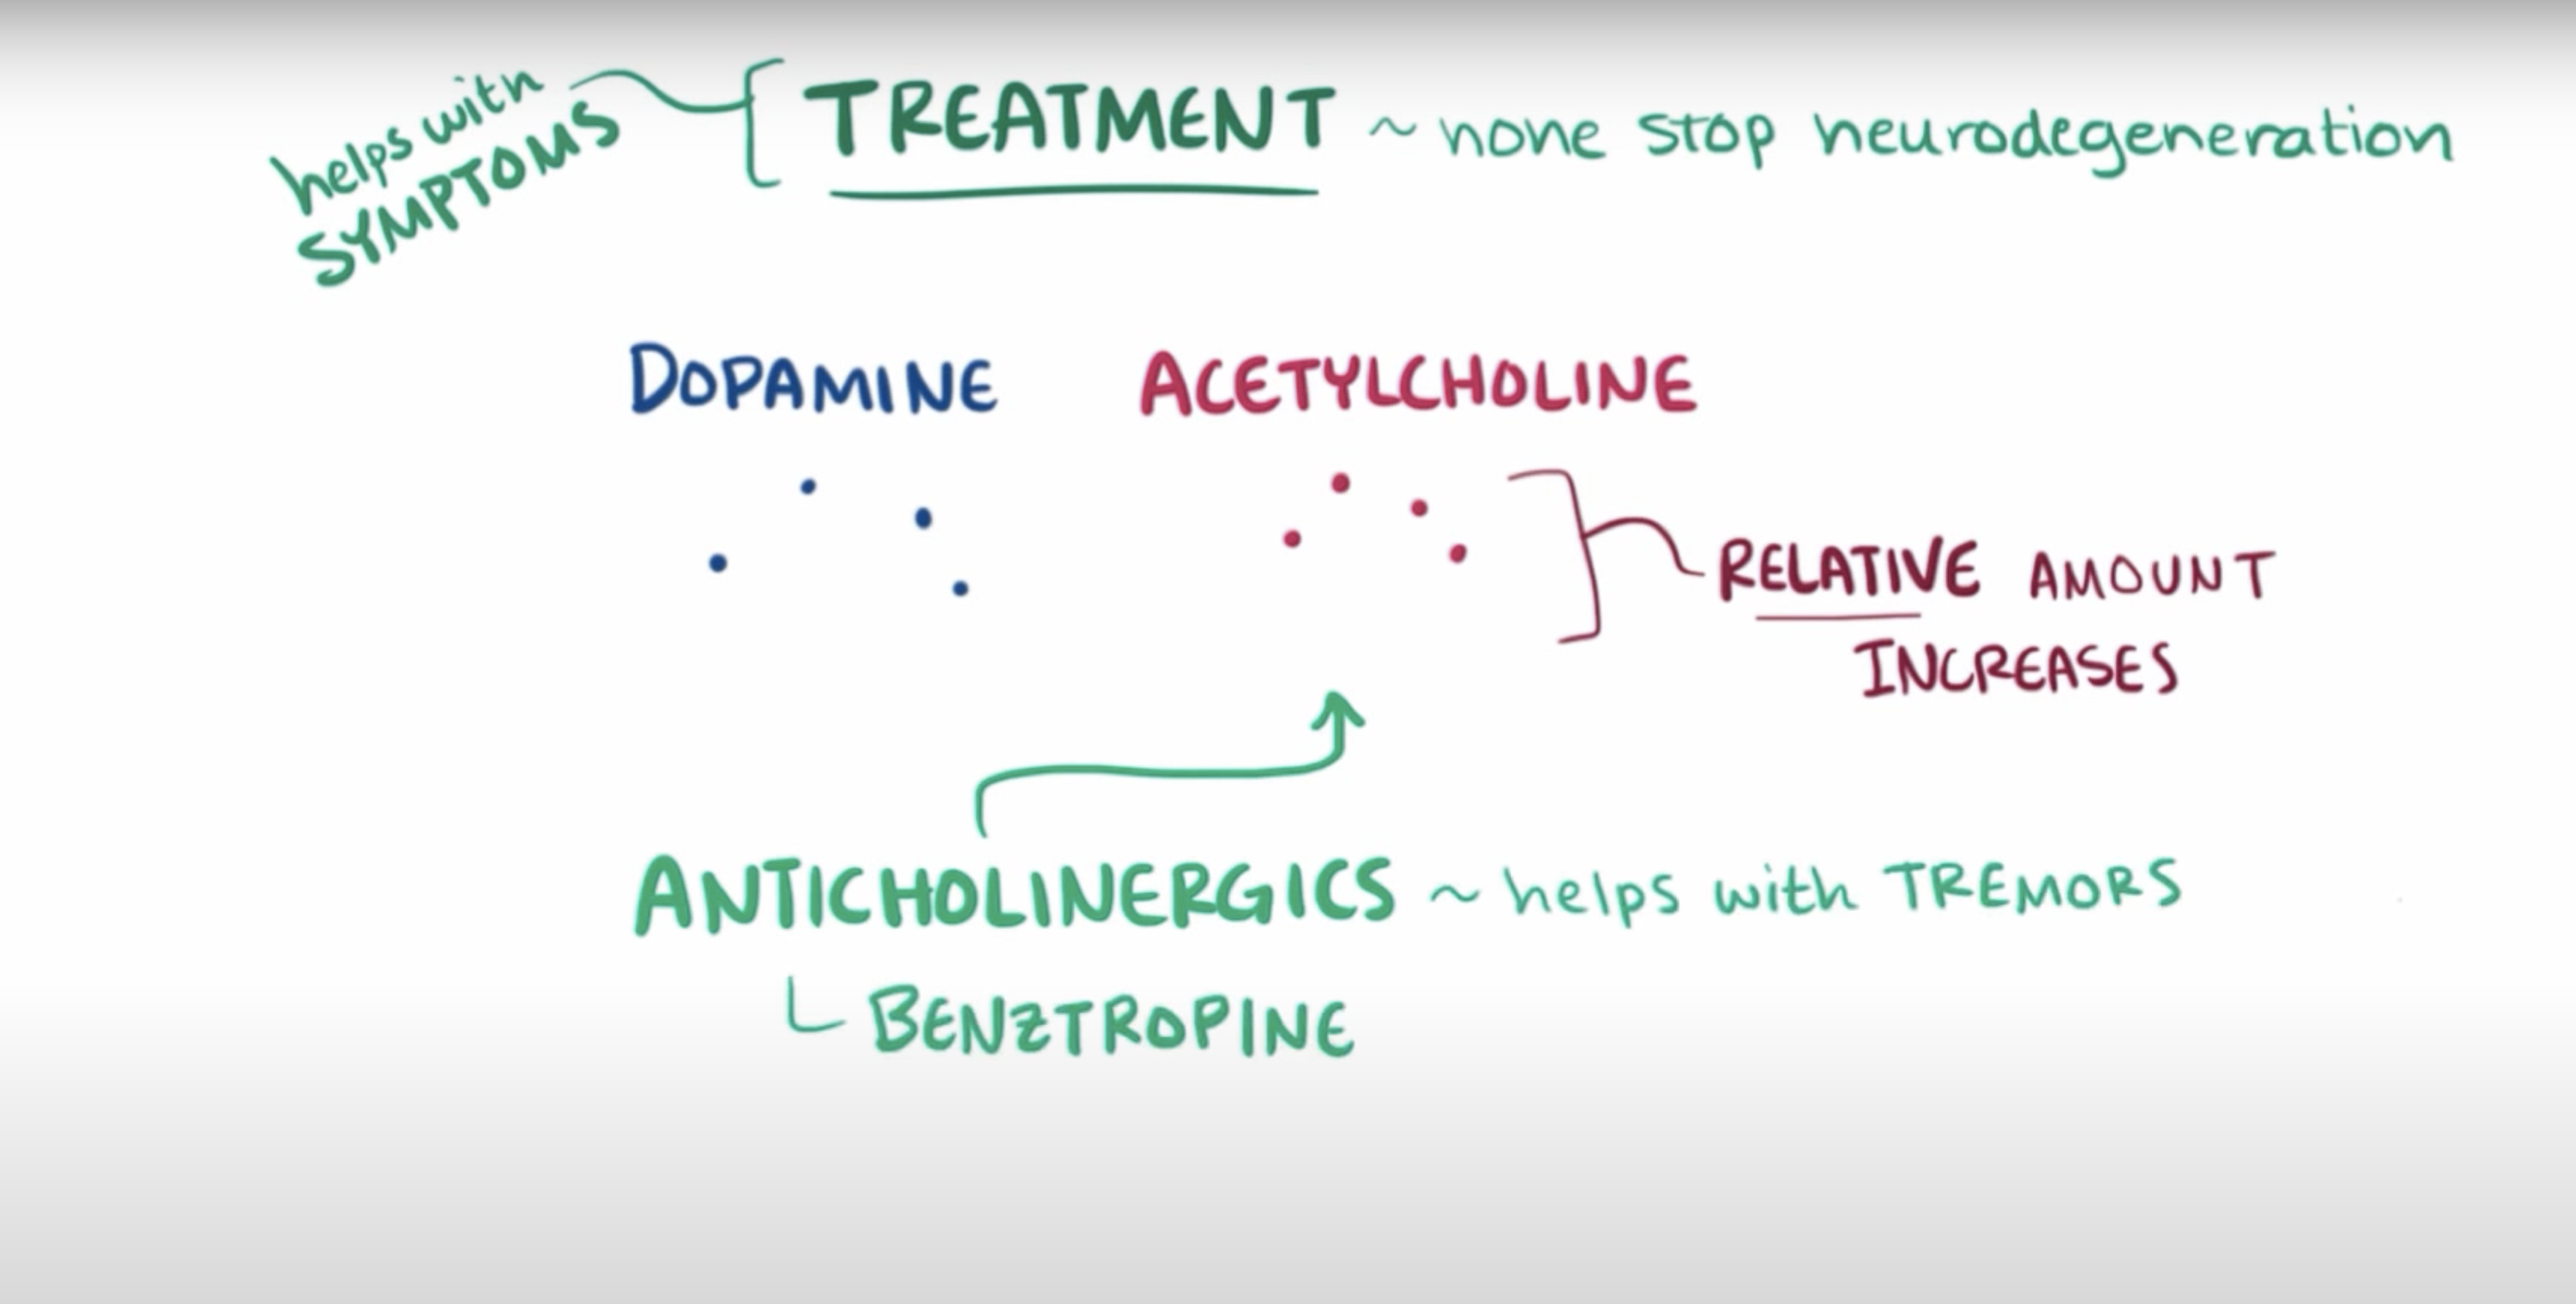 helps with
SYMPTOMS
TREATMENT ~ none stop neurodegeneration
DOPAMINE ACETYLCHOLINE
RELATIVE AMOUNT
INCREASES
ANTICHOLINERGICS ~ helps with TREMORS
BENZTROPINE